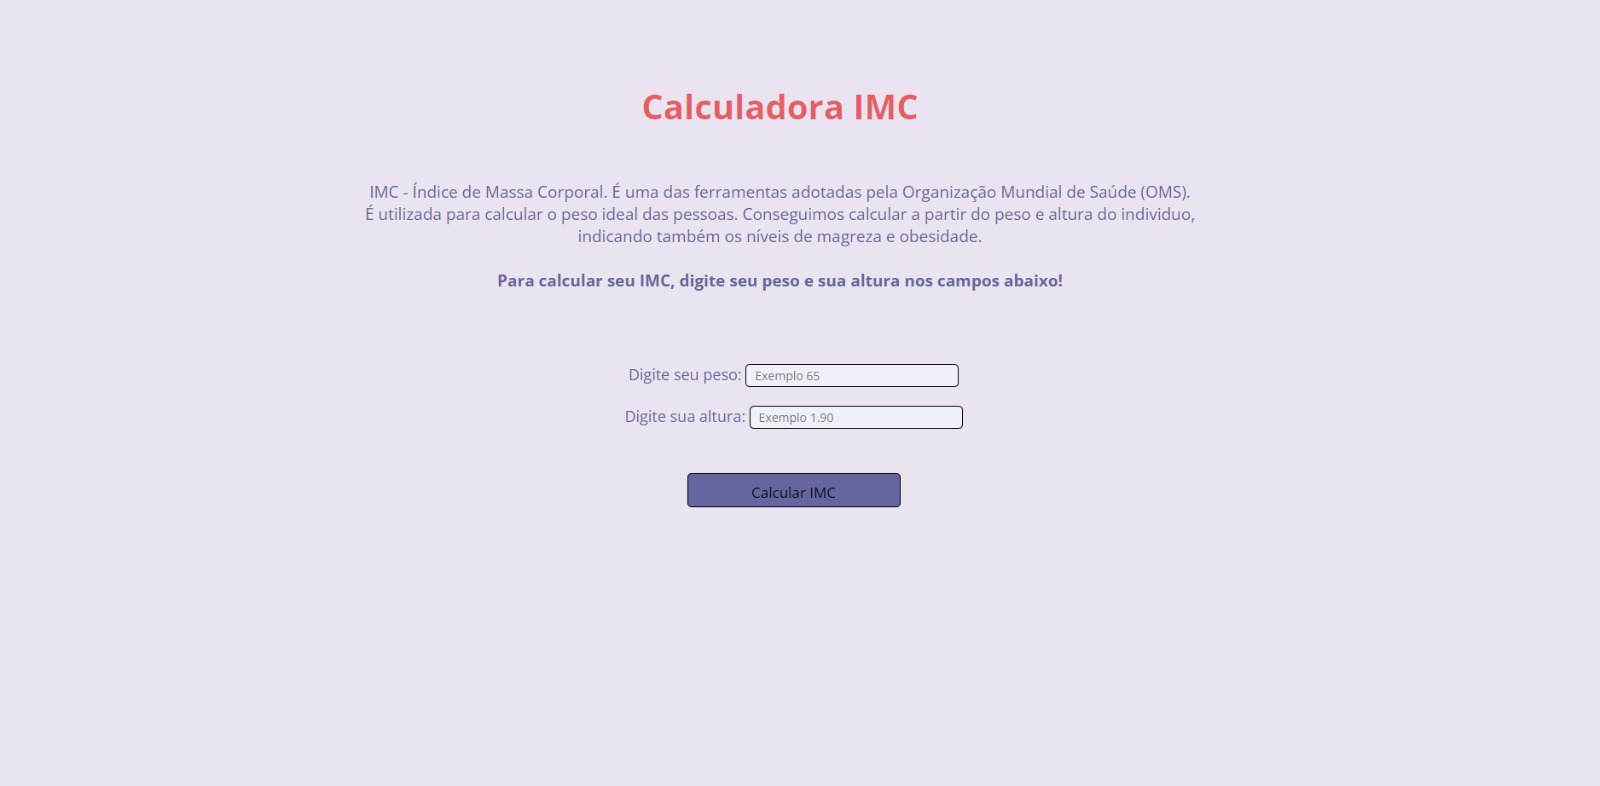 Calculadora IMC
IMC - Índice de Massa Corporal. É uma das ferramentas adotadas pela Organização Mundial de Saúde (OMS).
É utilizada para calcular o peso ideal das pessoas. Conseguimos calcular a partir do peso e altura do individuo,
indicando também os níveis de magreza e obesidade.
Para calcular seu IMC, digite seu peso e sua altura nos campos abaixo!
Digite seu peso: Exemplo 65
Digite sua altura: Exemplo 1.90
Calcular IMC